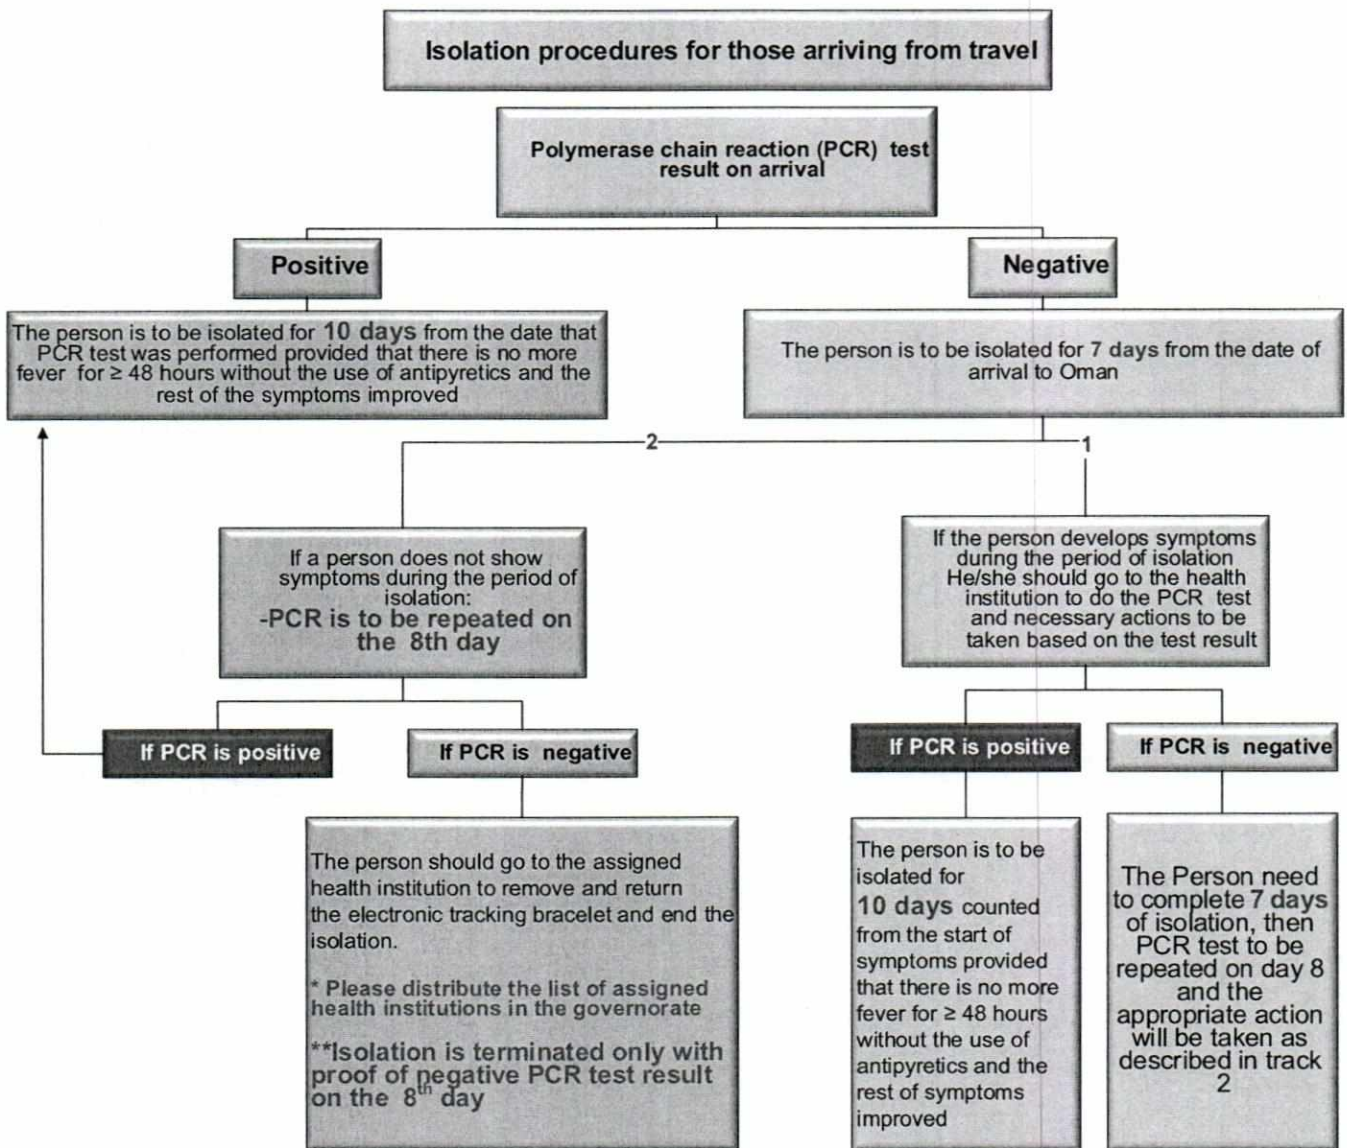 Isolation procedures for those arriving from travel
Polymerase chain reaction (PCR) test
result on arrival
Positive
Negative
The person is to be isolated for 10 days from the date that
PCR test was performed provided that there is no more
fever for ≥ 48 hours without the use of antipyretics and the
rest of the symptoms improved
The person is to be isolated for 7 days from the date of
arrival to Oman
2
1
If a person does not show
symptoms during the period of
isolation:
-PCR is to be repeated on
the 8th day
If the person develops symptoms
during the period of isolation
He/she should go to the health
institution to do the PCR test
and necessary actions to be
taken based on the test result
If PCR is positive
If PCR is negative
If PCR is positive
If PCR is negative
The person should go to the assigned
health institution to remove and return
the electronic tracking bracelet and end the
isolation.
* Please distribute the list of assigned
health institutions in the governorate
**Isolation is terminated only with
proof of negative PCR test result
on the 8th day
The person is to be
isolated for
10 days counted
from the start of
symptoms provided
that there is no more
fever for ≥ 48 hours
without the use of
antipyretics and the
rest of symptoms
improved
The Person need
to complete 7 days
of isolation, then
PCR test to be
repeated on day 8
and the
appropriate action
will be taken as
described in track
2